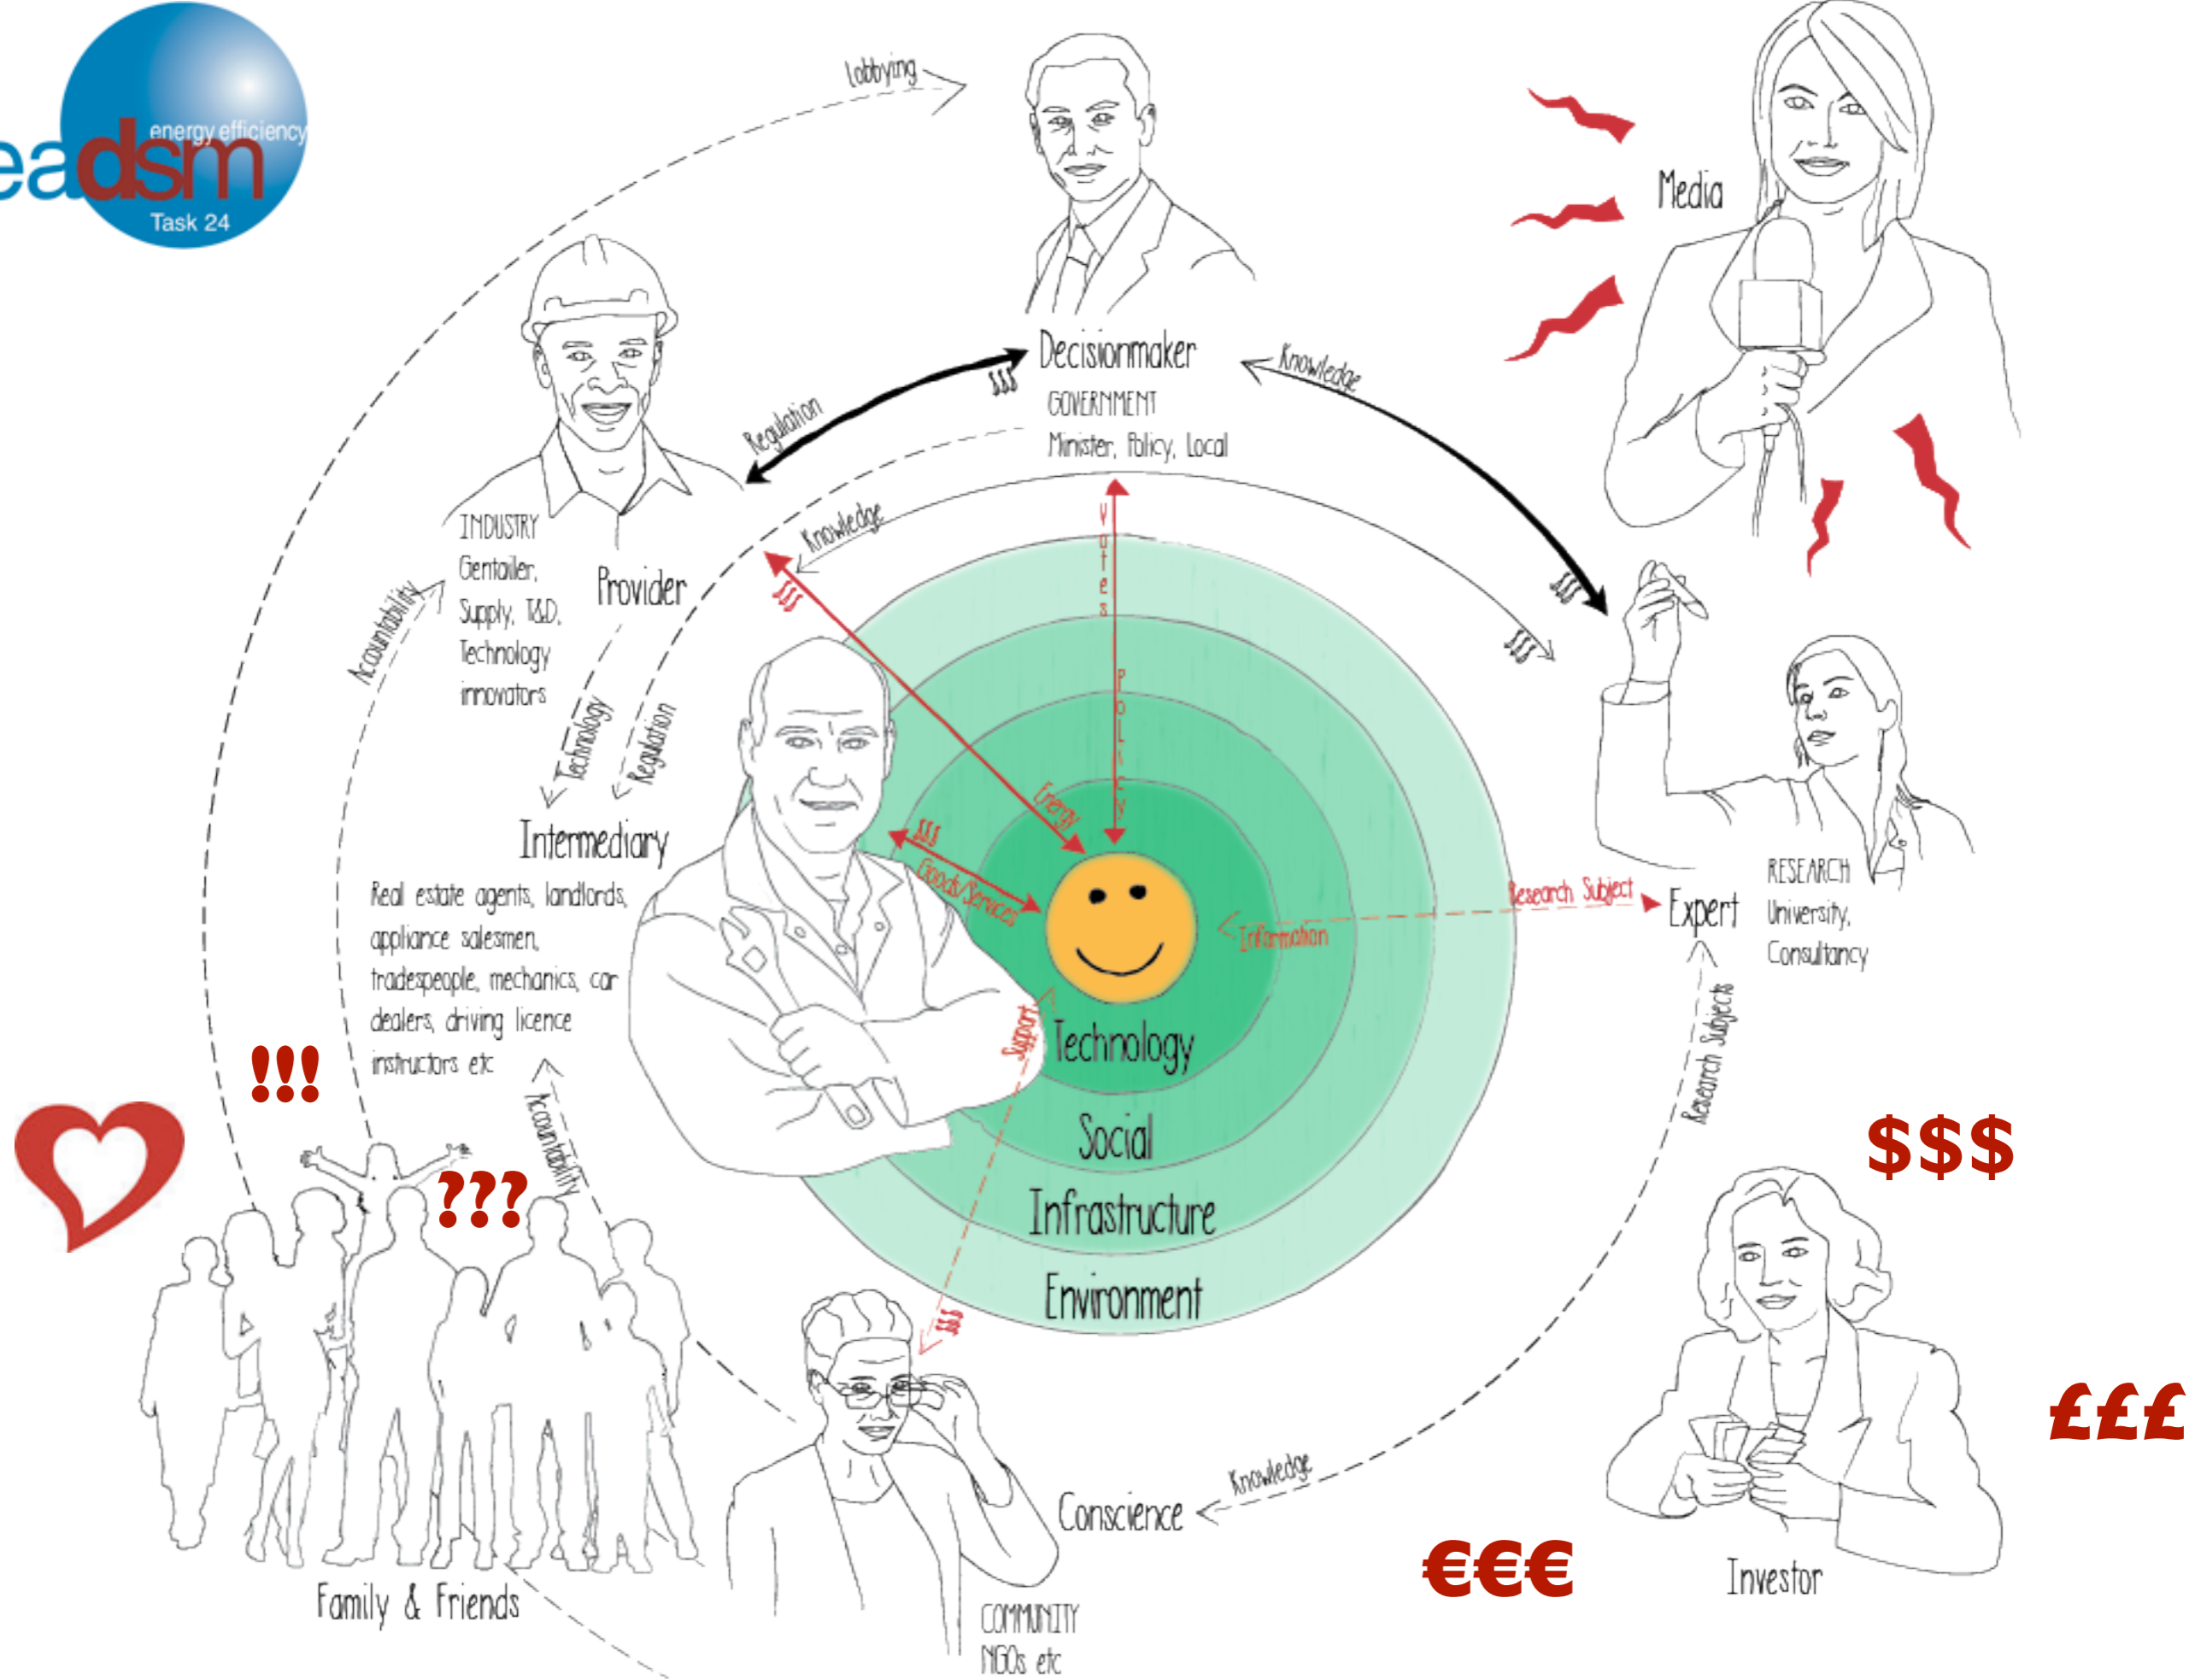 eadsm
energy efficiency
Task 24
Lobbying
Media
Decisionmaker
GOVERNMENT
Minister, Policy, Local
$$$
Regulation
Knowledge
$$$
INDUSTRY
Gentailer,
Supply, T&D,
Technology
innovators
Provider
Accountability
Technology
Regulation
Knowledge
$$$
$$$
Votes
Policy
Energy
Intermediary
Real estate agents, landlords,
appliance salesmen,
tradespeople, mechanics, car
dealers, driving licence
instructors etc
$$$
Goods/Services
Information
Research Subject
Expert
RESEARCH
University,
Consultancy
Research Subjects
Support
Technology
Social
Infrastructure
Environment
$$$
!!!
???
Accountability
Family & Friends
Conscience
Knowledge
COMMUNITY
NGOs etc
$$$
£££
€€€
Investor